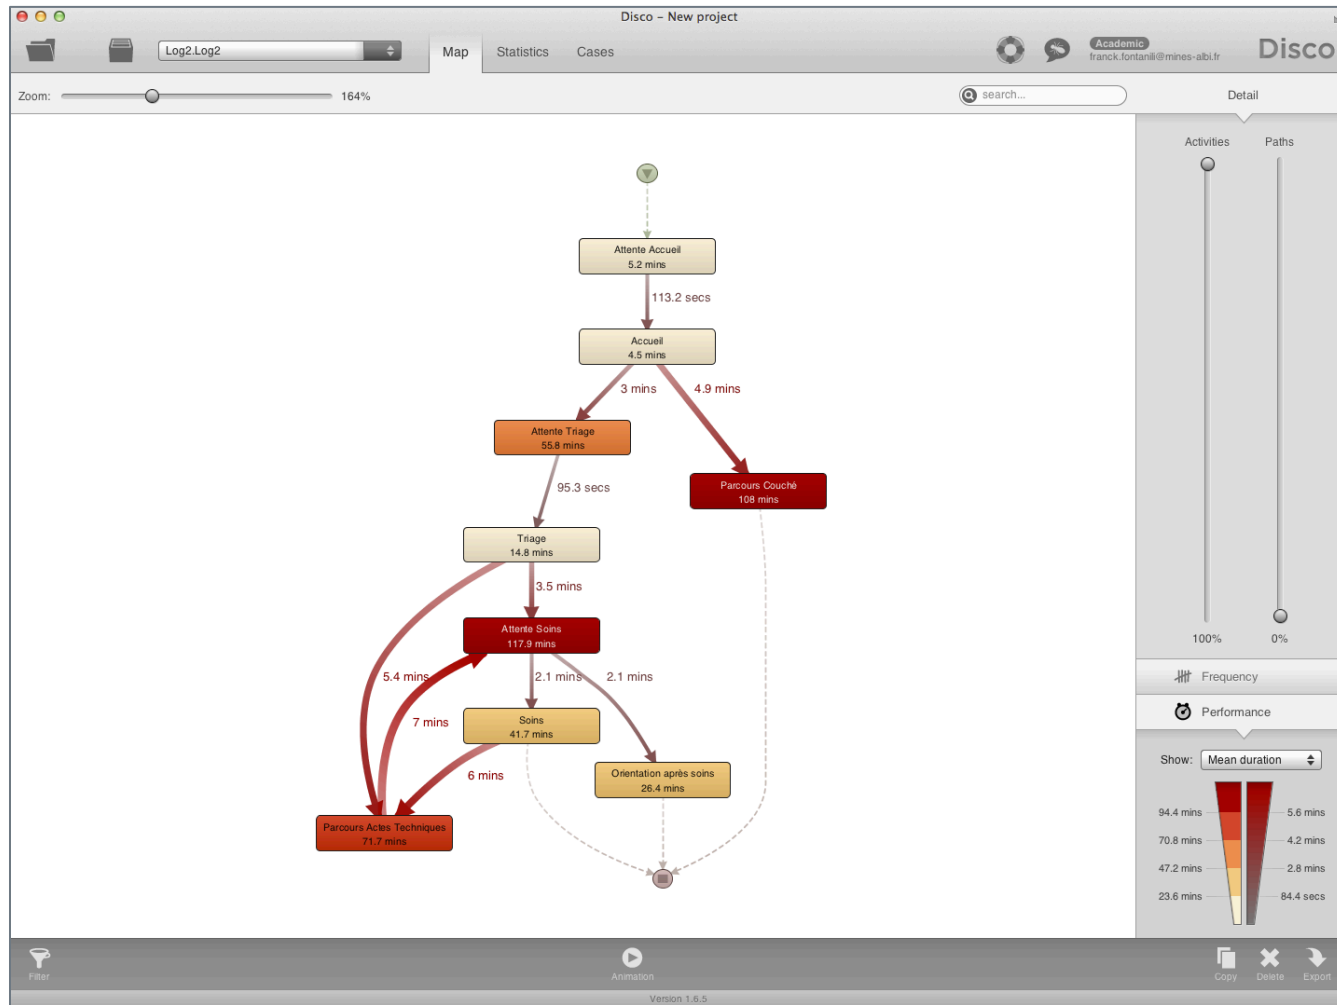 Disco – New project
Log2.Log2
Map
Statistics
Cases
Academic
franck.fontanili@mines-albi.fr
Disco
Zoom:
164%
search...
Detail
Activities
Paths
Attente Accueil
5.2 mins
113.2 secs
Accueil
4.5 mins
3 mins
4.9 mins
Attente Triage
55.8 mins
Parcours Couché
108 mins
95.3 secs
Triage
14.8 mins
3.5 mins
Attente Soins
117.9 mins
5.4 mins
2.1 mins
2.1 mins
7 mins
Soins
41.7 mins
6 mins
Orientation après soins
26.4 mins
Parcours Actes Techniques
71.7 mins
100%
0%
Frequency
Performance
Show:
Mean duration
94.4 mins
5.6 mins
70.8 mins
4.2 mins
47.2 mins
2.8 mins
23.6 mins
84.4 secs
Filter
Animation
Copy
Delete
Export
Version 1.6.5